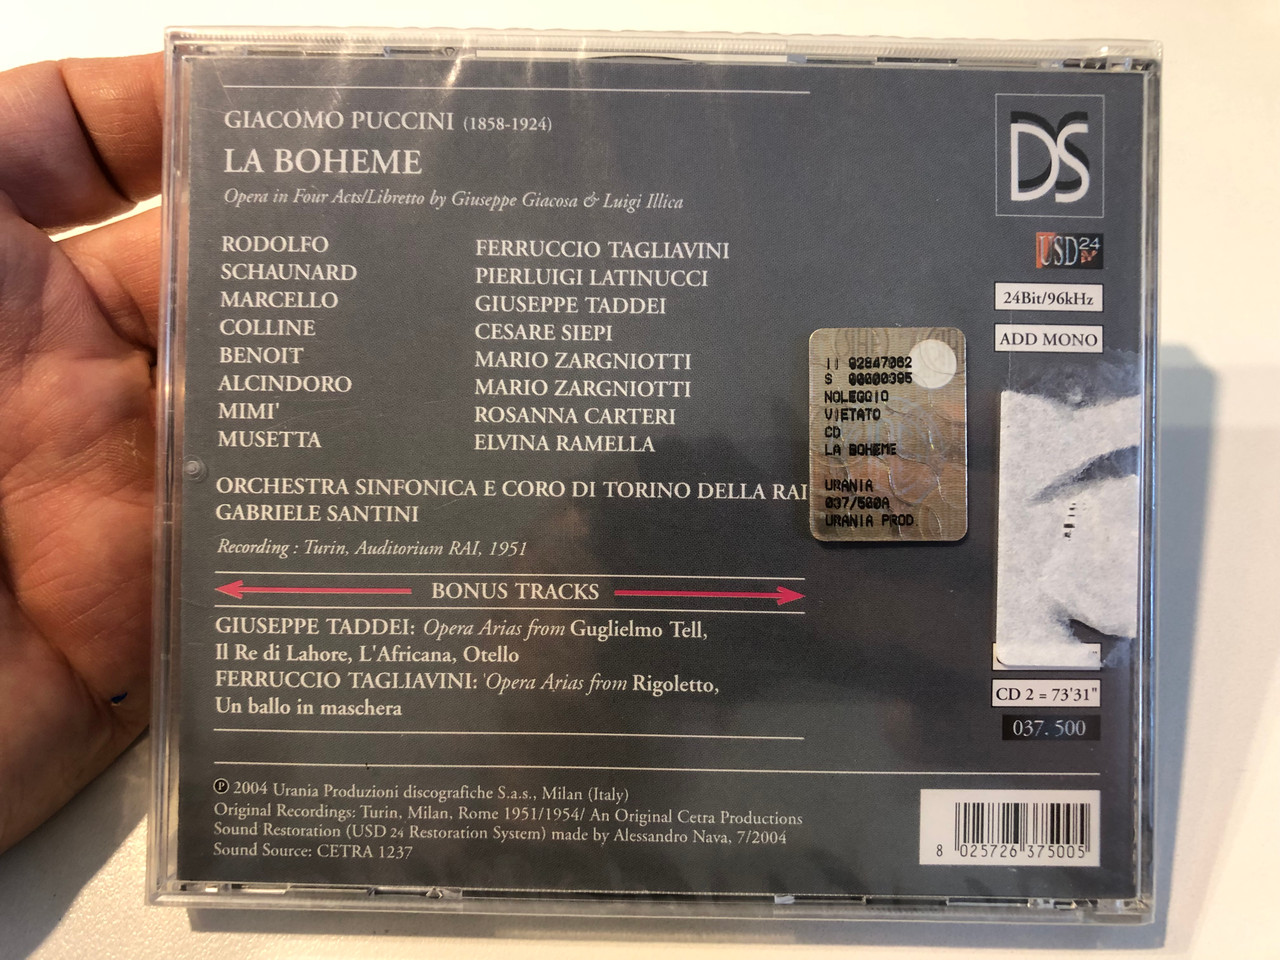 GIACOMO PUCCINI (1858-1924)
LA BOHEME
Opera in Four Acts/Libretto by Giuseppe Giacosa & Luigi Illica
RODOLFO FERRUCCIO TAGLIAVINI
SCHAUNARD PIERLUIGI LATINUCCI
MARCELLO GIUSEPPE TADDEI
COLLINE CESARE SIEPI
BENOIT MARIO ZARGNIOTTI
ALCINDORO MARIO ZARGNIOTTI
MIMI' ROSANNA CARTERI
MUSETTA ELVINA RAMELLA
ORCHESTRA SINFONICA E CORO DI TORINO DELLA RAI
GABRIELE SANTINI
Recording : Turin, Auditorium RAI, 1951
BONUS TRACKS
GIUSEPPE TADDEI: Opera Arias from Guglielmo Tell,
Il Re di Lahore, L'Africana, Otello
FERRUCCIO TAGLIAVINI: Opera Arias from Rigoletto,
Un ballo in maschera
℗ 2004 Urania Produzioni discografiche S.a.s., Milan (Italy)
Original Recordings: Turin, Milan, Rome 1951/1954/ An Original Cetra Productions
Sound Restoration (USD 24 Restoration System) made by Alessandro Nava, 7/2004
Sound Source: CETRA 1237
DS
USD 24
24Bit/96kHz
ADD MONO
02847062
S 00000395
NOLEGGIO
VIETATO
CD
LA BOHEME
URANIA
037/500A
URANIA PROD
CD 2 = 73'31"
037. 500
8 025726 375005